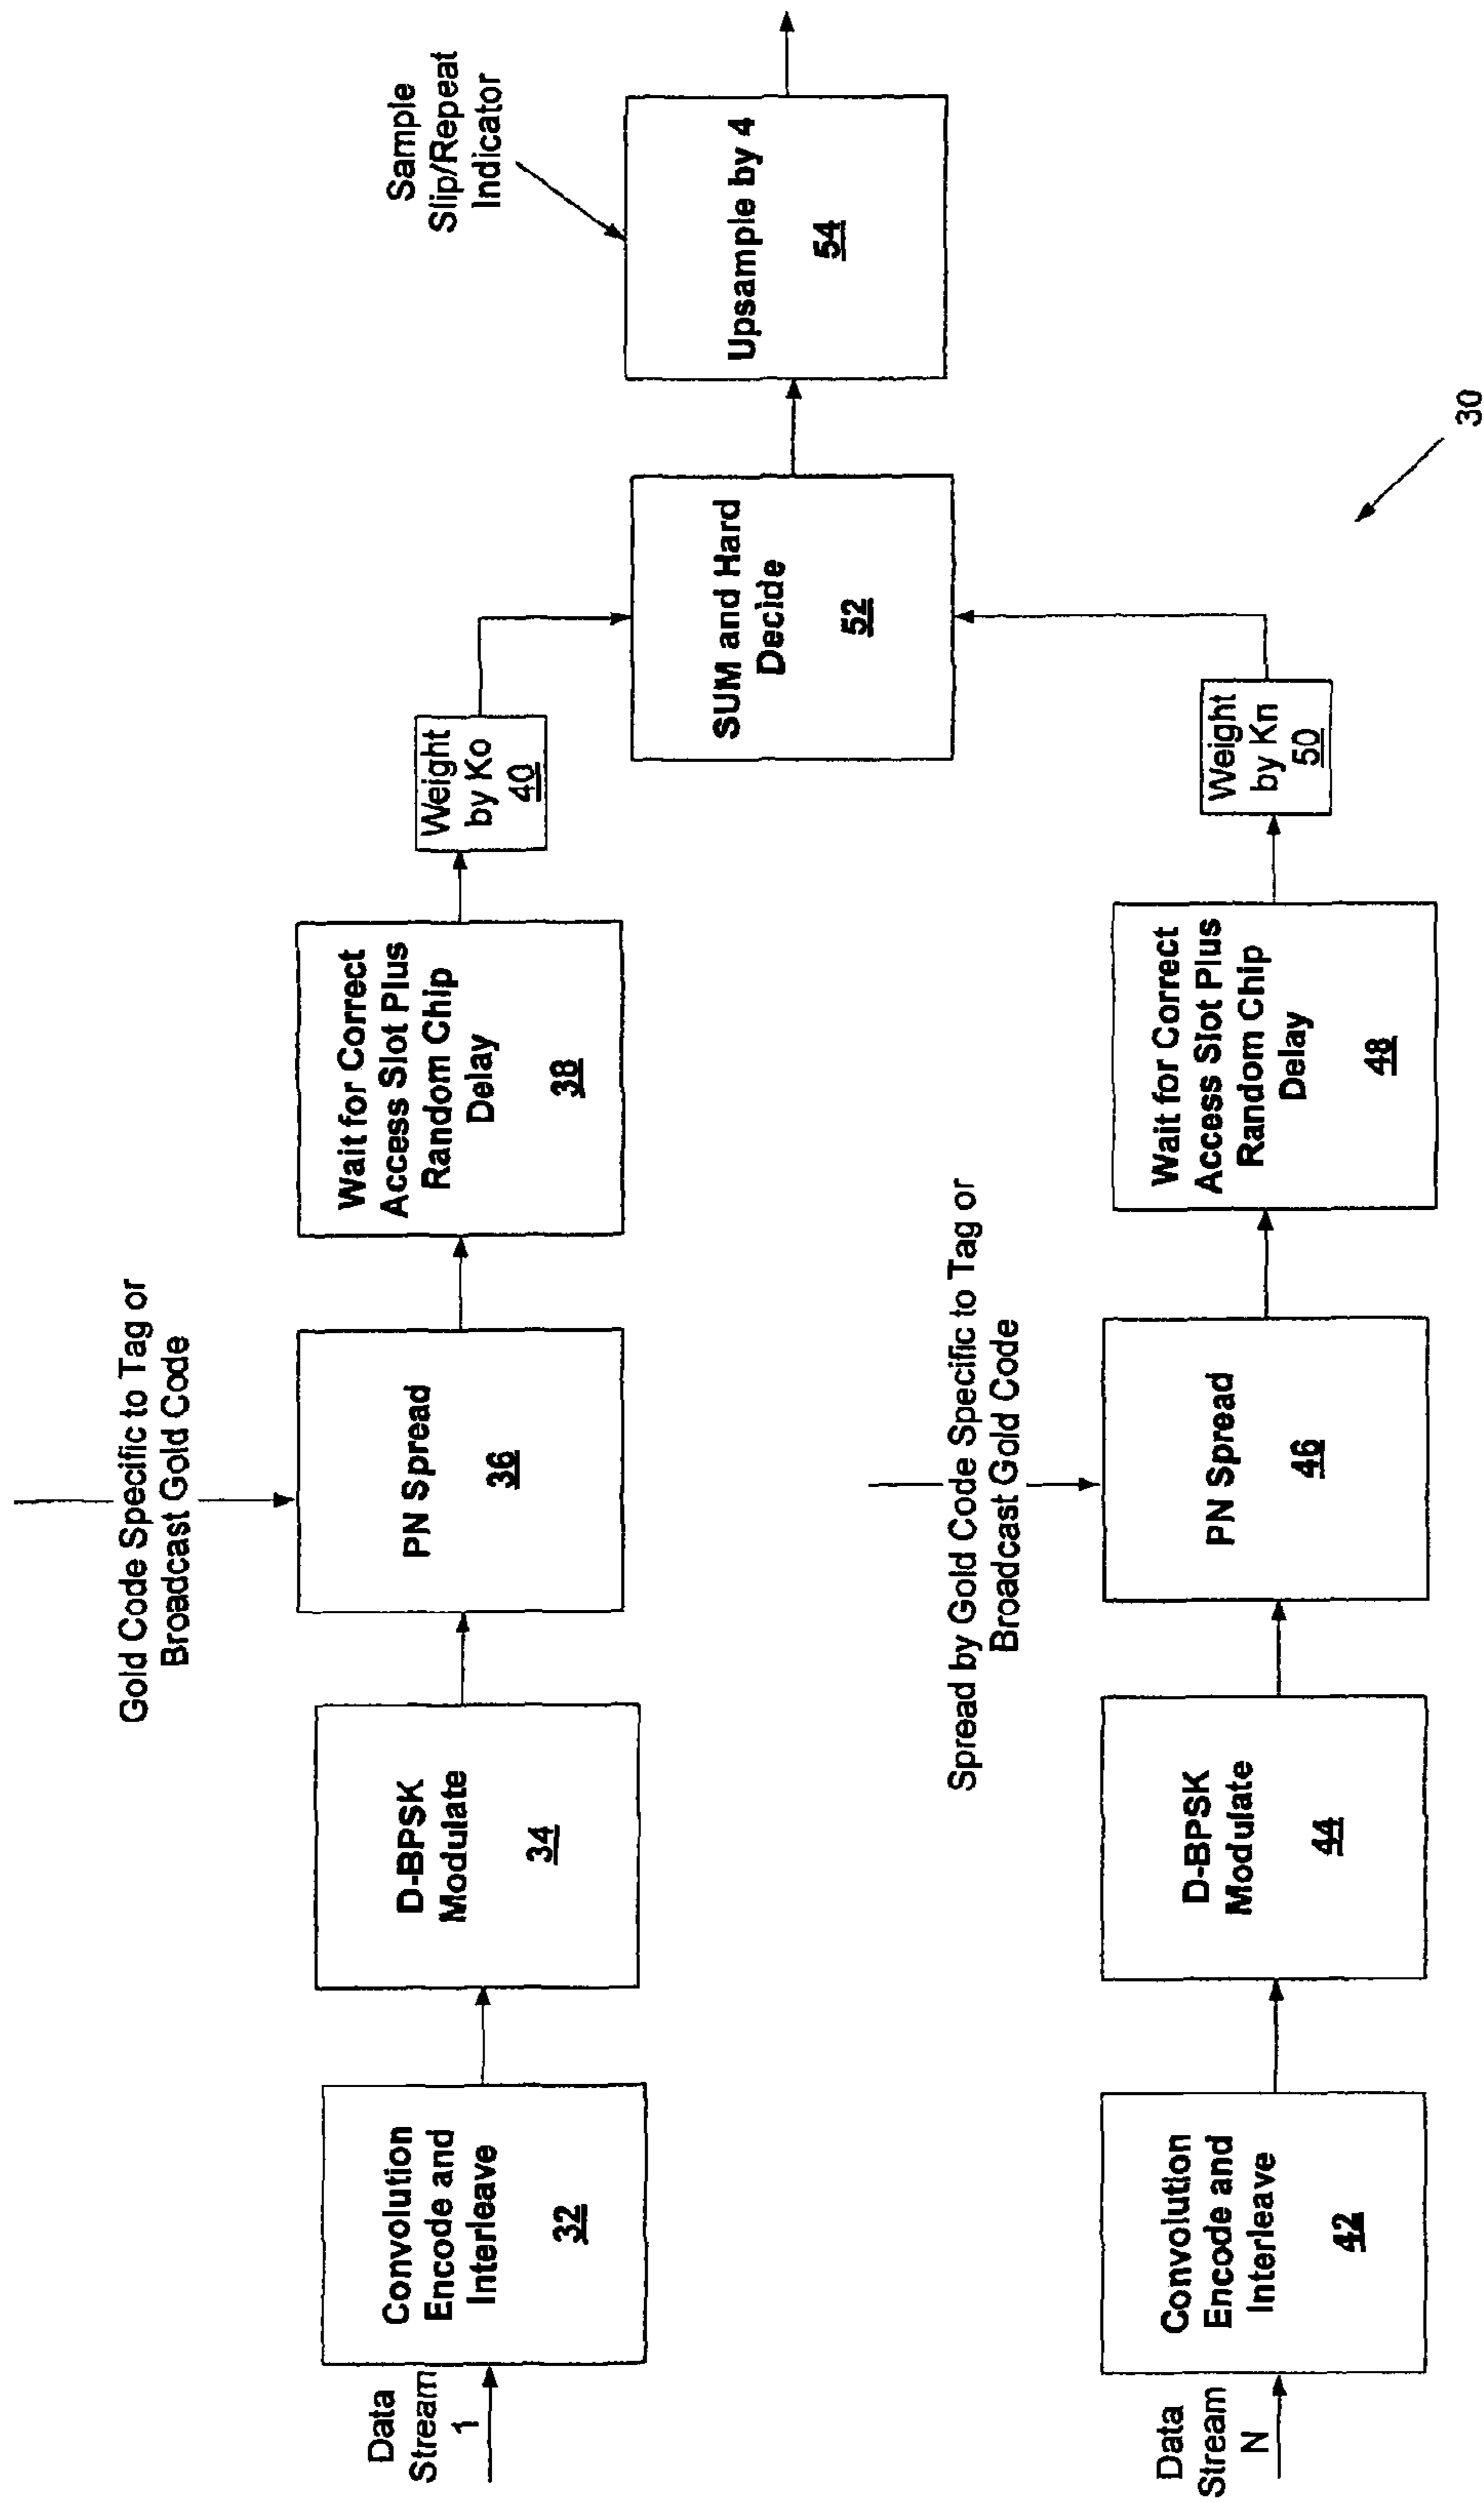 Data
Stream
1
Convolution
Encode and
Interleave
32
D-BPSK
Modulate
34
Gold Code Specific to Tag or
Broadcast Gold Code
PN Spread
36
Wait for Correct
Access Slot Plus
Random Chip
Delay
38
Weight
by Ko
40
SUM and Hard
Decide
52
Sample
Slip/Repeat
Indicator
Upsample by 4
54
Data
Stream
N
Convolution
Encode and
Interleave
42
D-BPSK
Modulate
44
Spread by Gold Code Specific to Tag or
Broadcast Gold Code
PN Spread
46
Wait for Correct
Access Slot Plus
Random Chip
Delay
48
Weight
by Kn
50
30